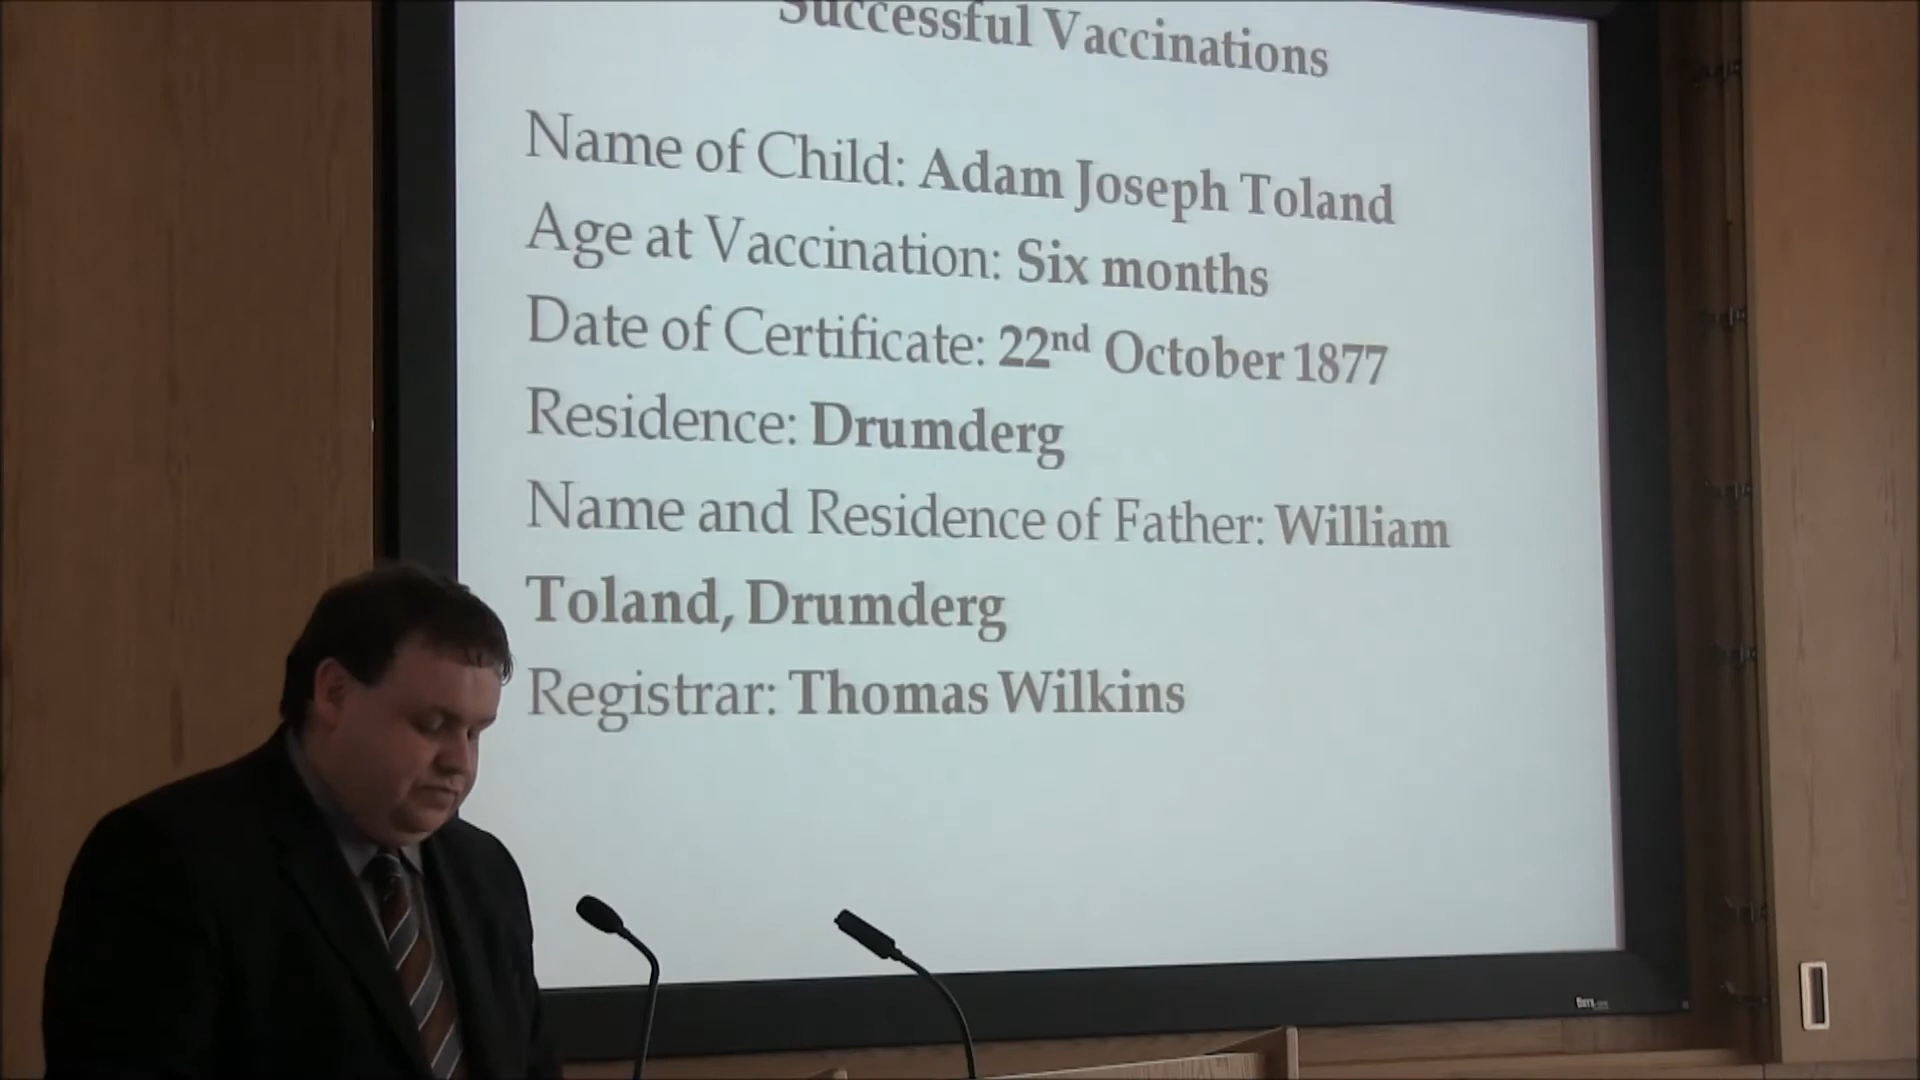 Successful Vaccinations
Name of Child: Adam Joseph Toland
Age at Vaccination: Six months
Date of Certificate: 22nd October 1877
Residence: Drumderg
Name and Residence of Father: William
Toland, Drumderg
Registrar: Thomas Wilkins